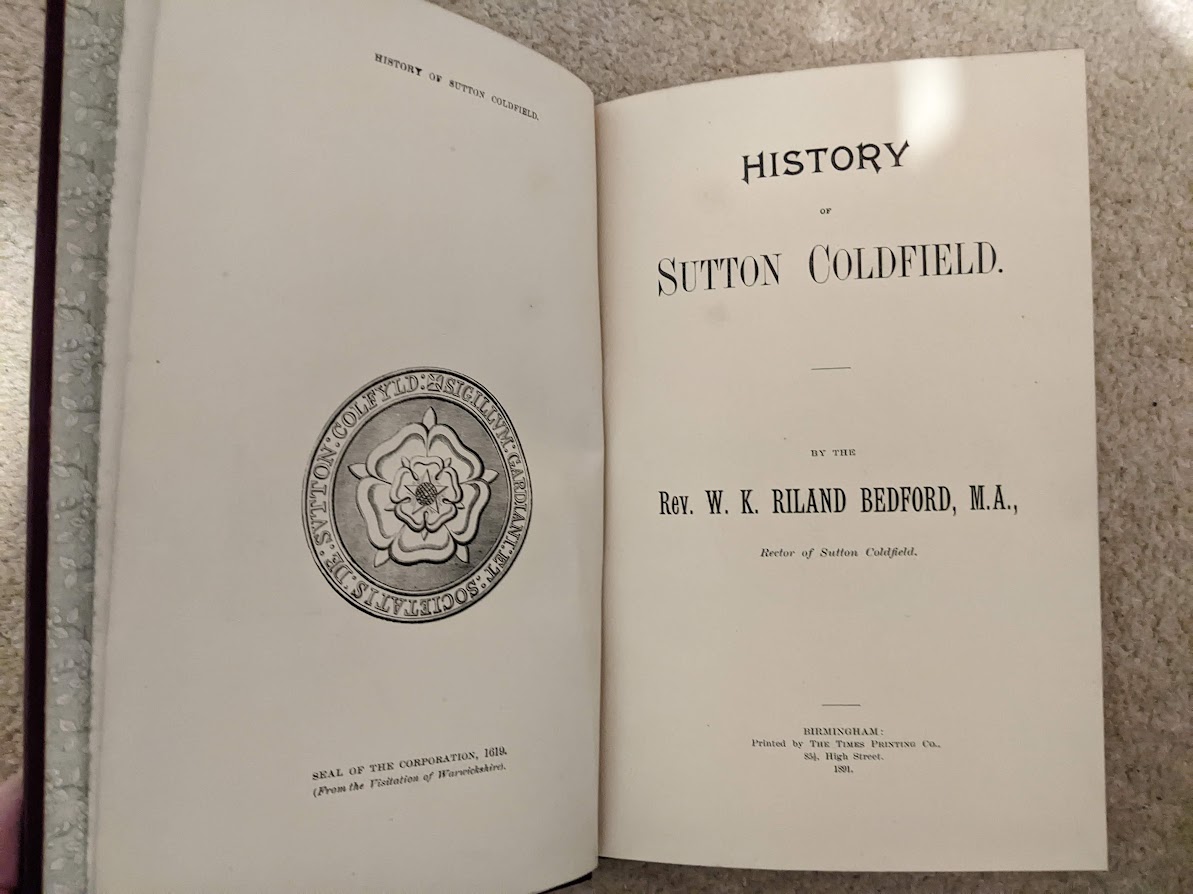 HISTORY OF SUTTON COLDFIELD.
SIGILLVM: GARDIANI: ET: SOCIETATIS: DE: SVTTON: COLFYLD:
SEAL OF THE CORPORATION, 1619.
(From the Visitation of Warwickshire).
HISTORY
OF
SUTTON COLDFIELD.
BY THE
Rev. W. K. RILAND BEDFORD, M.A.,
Rector of Sutton Coldfield.
BIRMINGHAM:
Printed by THE TIMES PRINTING CO.,
85½, High Street.
1891.